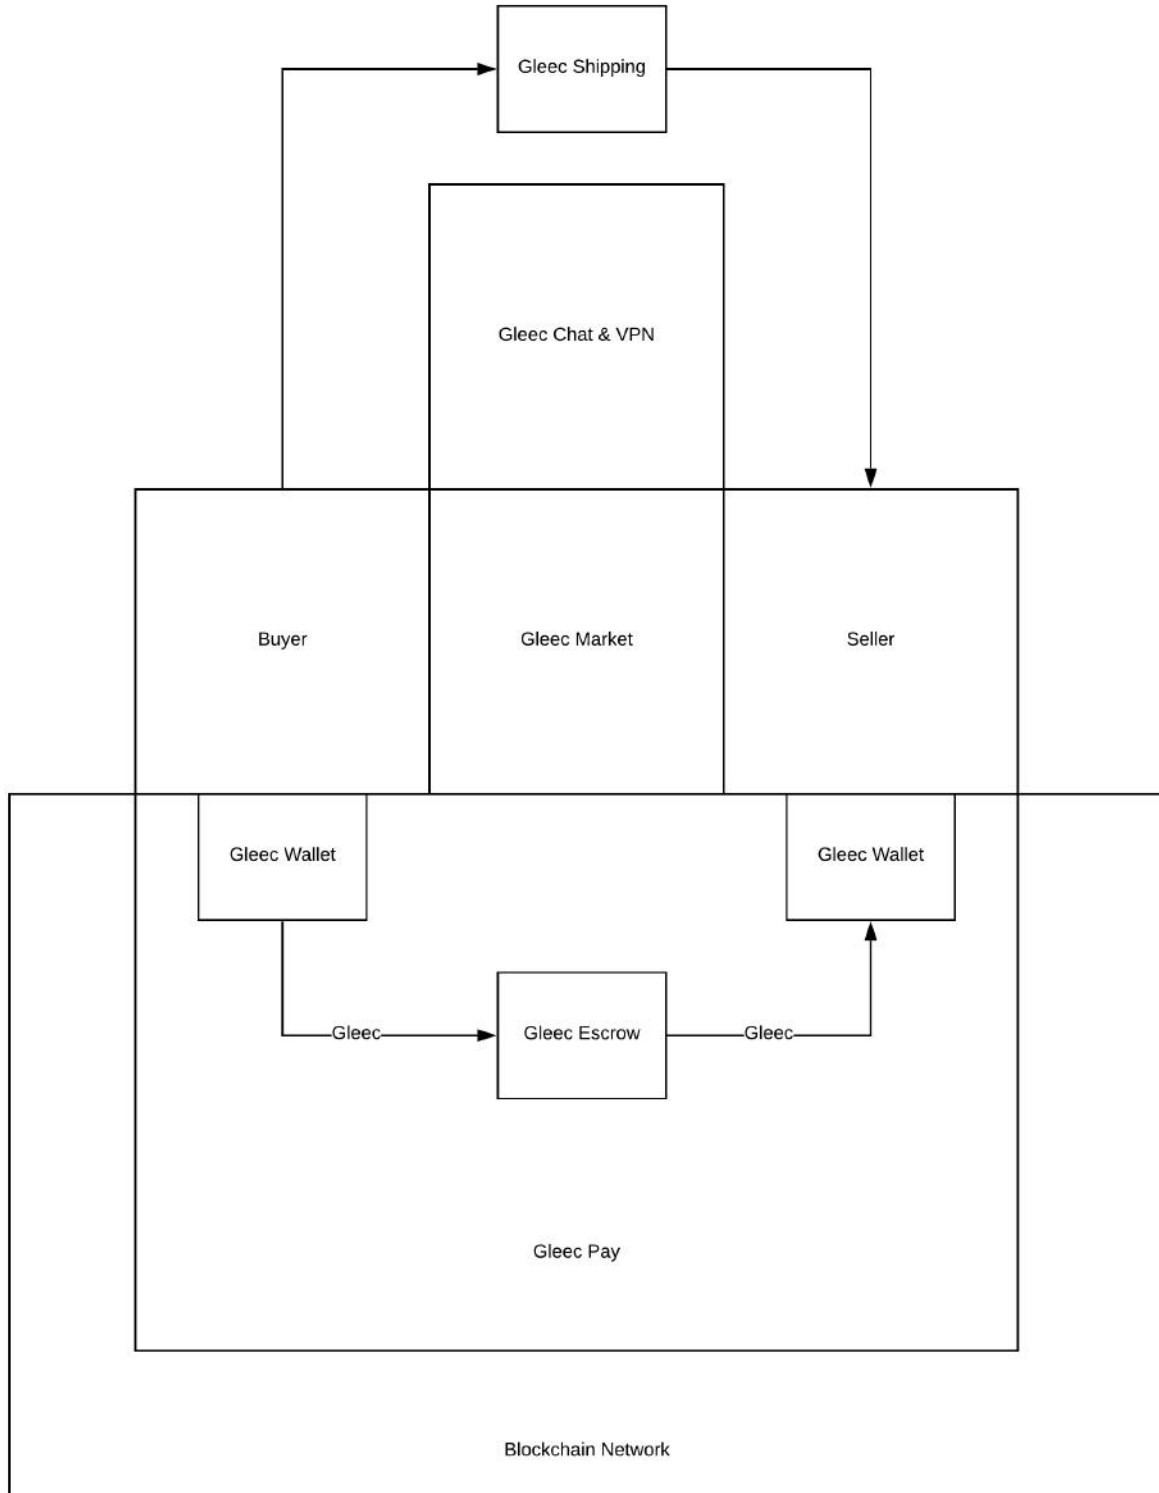 Gleec Shipping
Gleec Chat & VPN
Buyer
Gleec Market
Seller
Gleec Wallet
Gleec Wallet
Gleec
Gleec Escrow
Gleec
Gleec Pay
Blockchain Network